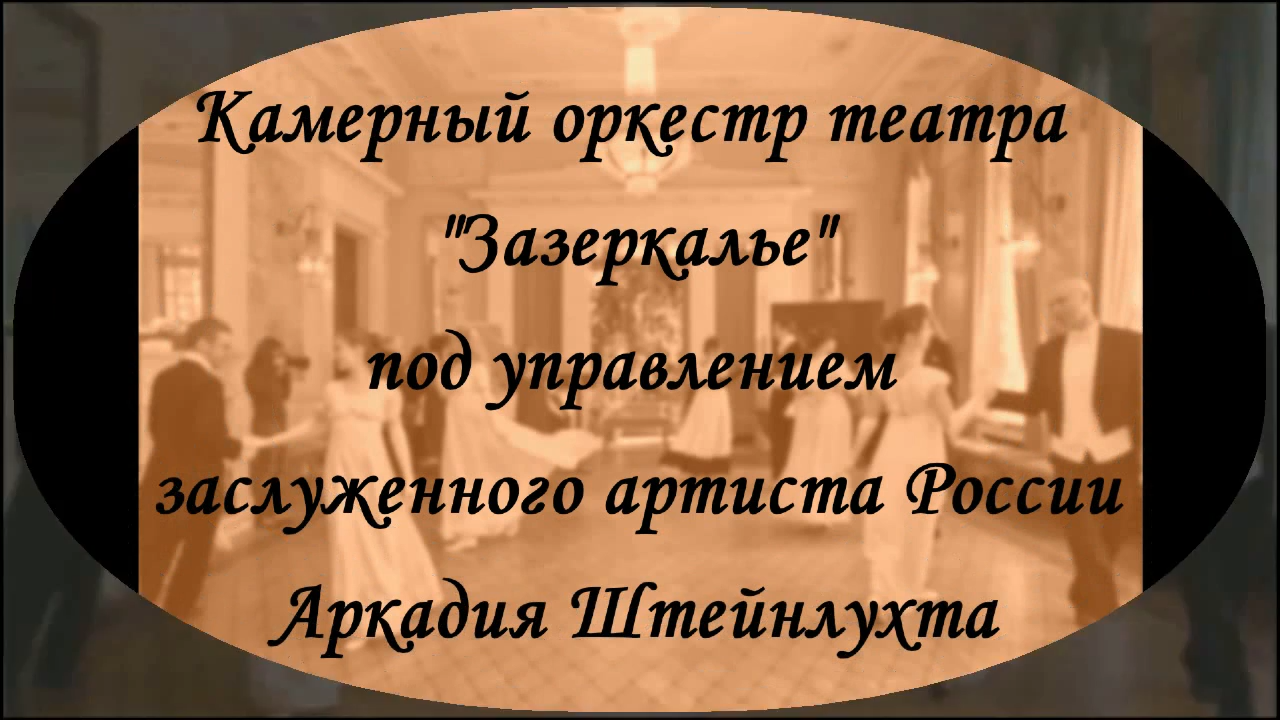 Камерный оркестр театра
"Зазеркалье"
под управлением
заслуженного артиста России
Аркадия Штейнлухта